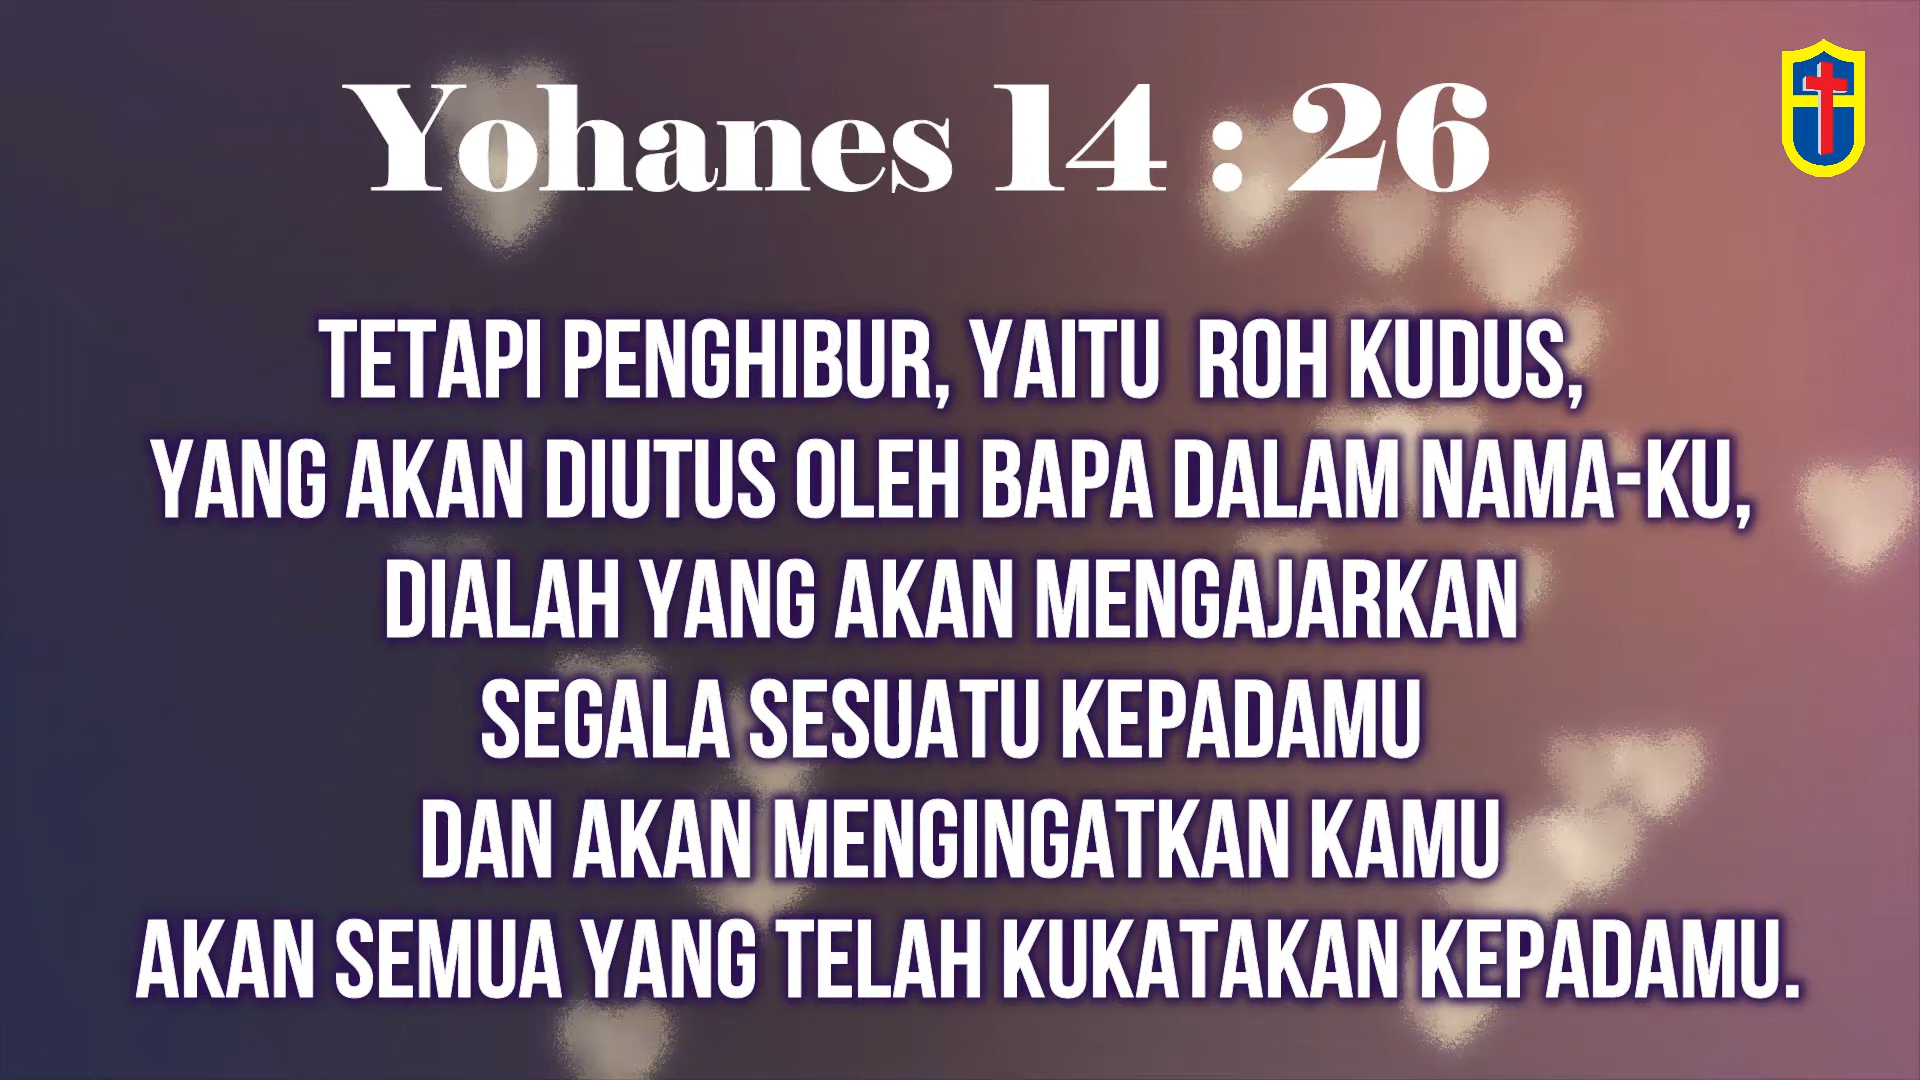 Yohanes 14 : 26
TETAPI PENGHIBUR, YAITU ROH KUDUS,
YANG AKAN DIUTUS OLEH BAPA DALAM NAMA-KU,
DIALAH YANG AKAN MENGAJARKAN
SEGALA SESUATU KEPADAMU
DAN AKAN MENGINGATKAN KAMU
AKAN SEMUA YANG TELAH KUKATAKAN KEPADAMU.